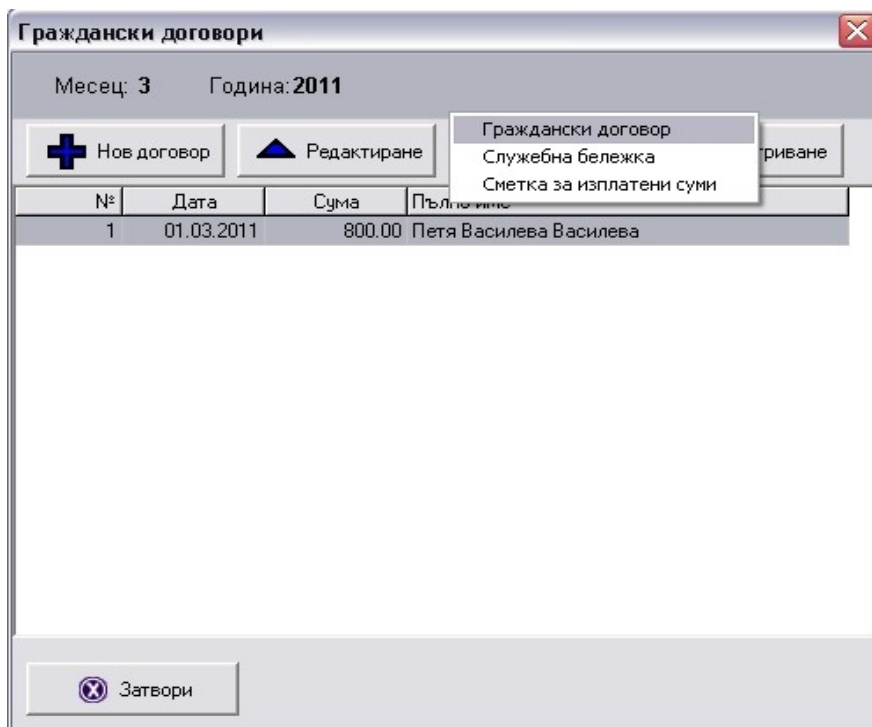 Граждански договори
Месец: 3 Година: 2011
Нов договор Редактиране
Граждански договор
Служебна бележка
Сметка за изплатени суми
№ Дата Сума
1 01.03.2011 800.00 Петя Василева Василева
Затвори